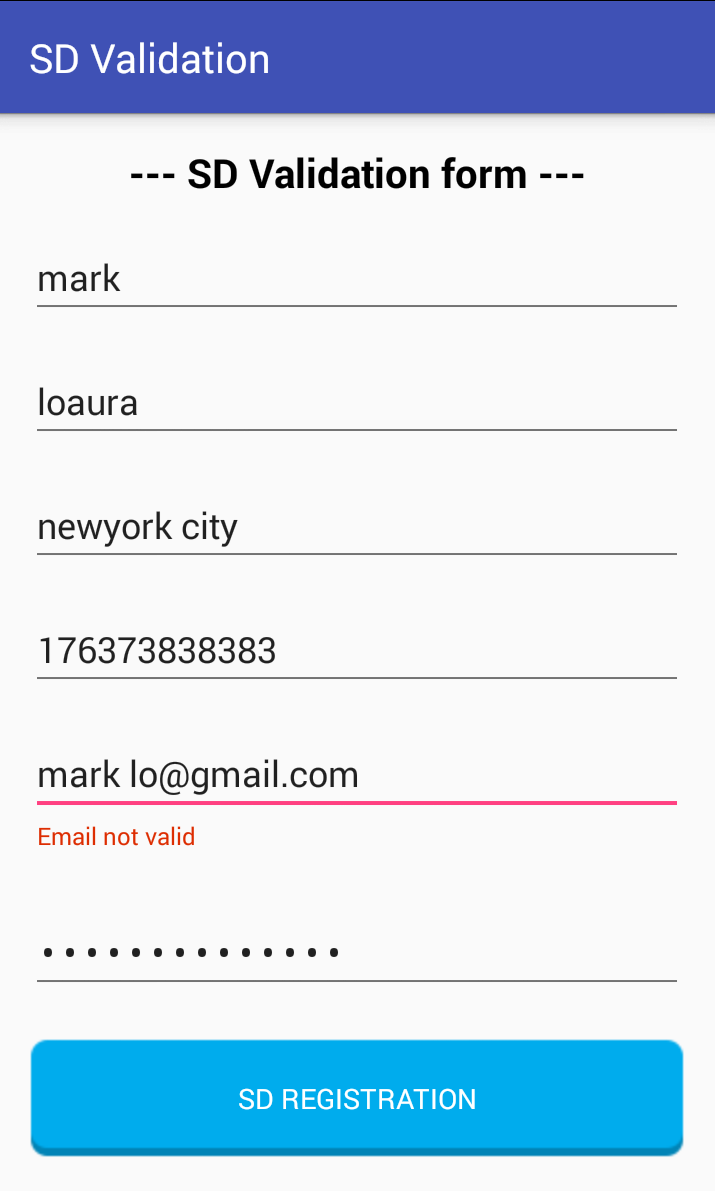 SD Validation
--- SD Validation form ---
mark
loaura
newyork city
176373838383
mark lo@gmail.com
Email not valid
••••••••••••••
SD REGISTRATION